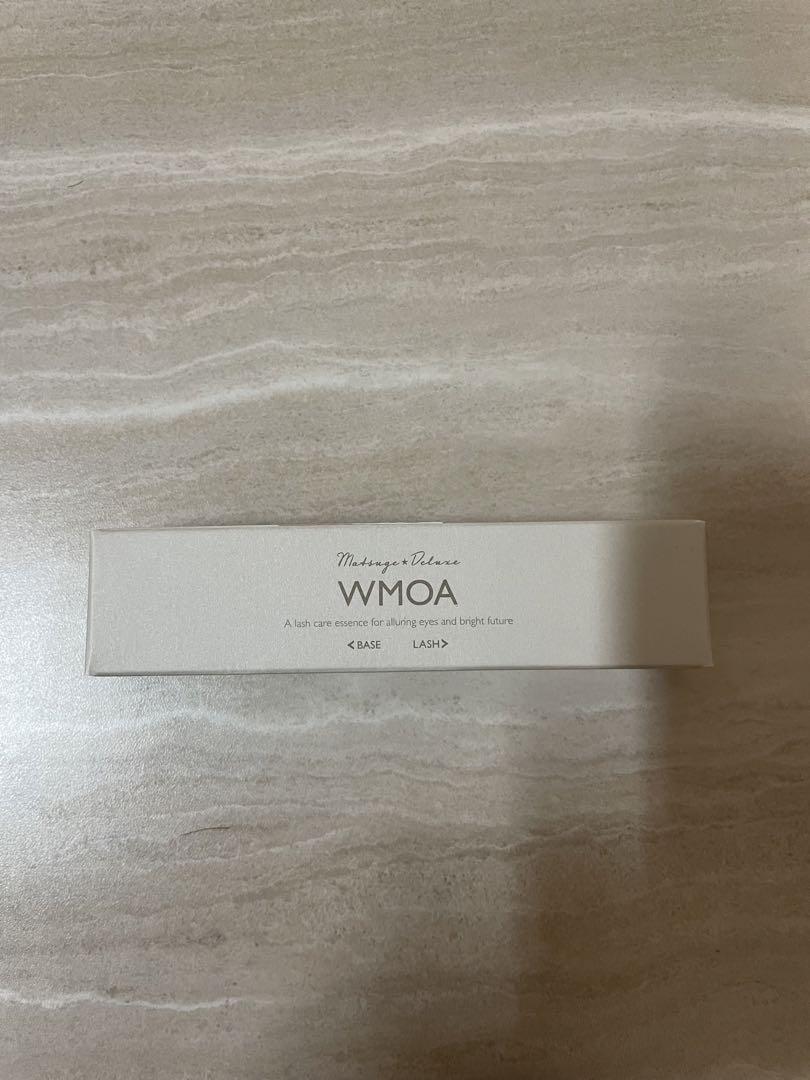 Matsuge★Deluxe
WMOA
A lash care essence for alluring eyes and bright future
<BASE LASH>